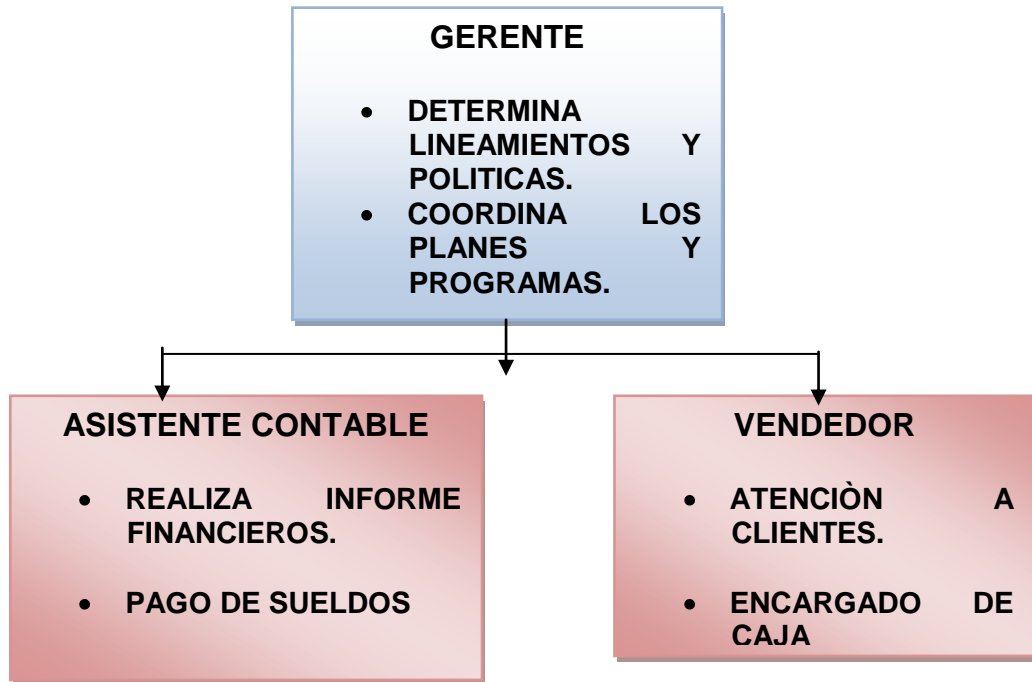 GERENTE
• DETERMINA
LINEAMIENTOS Y
POLITICAS.
• COORDINA LOS
PLANES Y
PROGRAMAS.
ASISTENTE CONTABLE
• REALIZA INFORME
FINANCIEROS.
• PAGO DE SUELDOS
VENDEDOR
• ATENCIÒN A
CLIENTES.
• ENCARGADO DE
CAJA